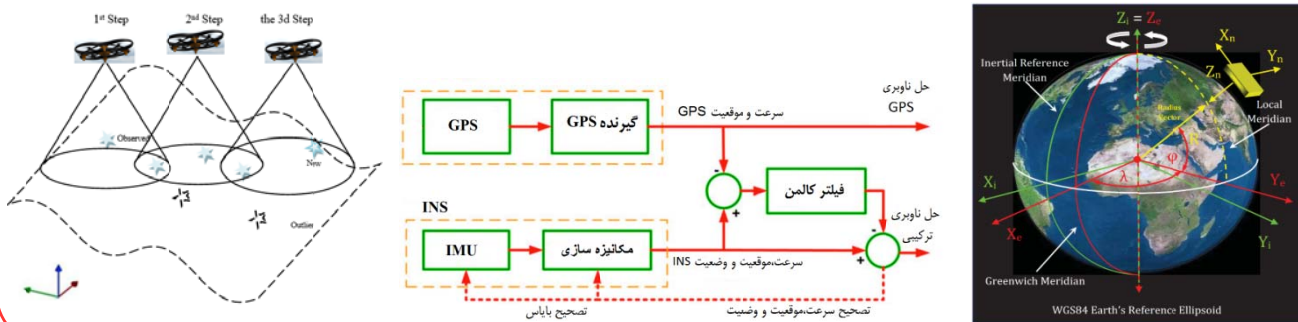 1st Step
2nd Step
the 3d Step
Observed
New
Outlier
GPS
گیرنده GPS
سرعت و موقعیت GPS
حل ناوبری
GPS
-
+
فیلتر کالمن
INS
IMU
مکانیزه سازی
سرعت،موقعیت و وضعیت INS
-
+
حل ناوبری
ترکیبی
تصحیح بایاس
تصحیح سرعت،موقعیت و وضعیت
Zi = Ze
Xn
Yn
Zn
Inertial Reference
Meridian
Local
Meridian
Radius
Vector
φ
λ
Xi
Xe
Ye
Yi
Greenwich Meridian
WGS84 Earth's Reference Ellipsoid